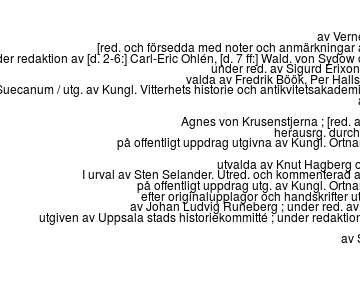 av Verne
[red. och försedda med noter och anmärkningar a
der redaktion av [d. 2-6:] Carl-Eric Ohlén, [d. 7 ff:] Wald. von Sydow o
under red. av Sigurd Erixon
valda av Fredrik Böök, Per Halls
Suecanum / utg. av Kungl. Vitterhets historie och antikvitetsakademi
a
Agnes von Krusenstjerna ; [red. a
herausrg. durch
på offentligt uppdrag utgivna av Kungl. Ortna
utvalda av Knut Hagberg o
I urval av Sten Selander. Utred. och kommenterad a
på offentligt uppdrag utg. av Kungl. Ortna
efter originalupplagor och handskrifter ut
av Johan Ludvig Runeberg ; under red. av
utgiven av Uppsala stads historiekommitté ; under redaktion
av S